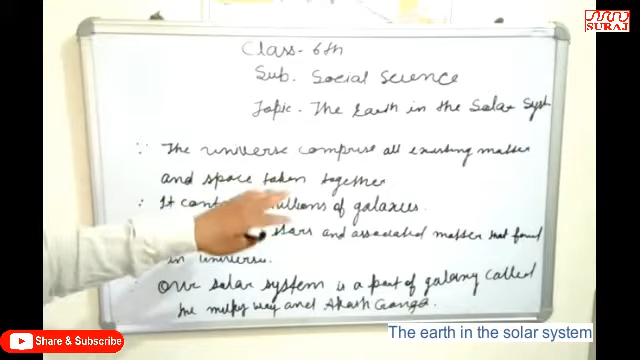 SURAJ
Class - 6th
Sub. Social Science
Topic - The Earth in the Solar Syst
∵ The universe comprise all existing matter
and space taken together
: It cont millions of galaxies.
stars and associated matter that found
in universe.
Our solar system is a part of galaxy called
the milky way and Akash Ganga.
Share & Subscribe
The earth in the solar system